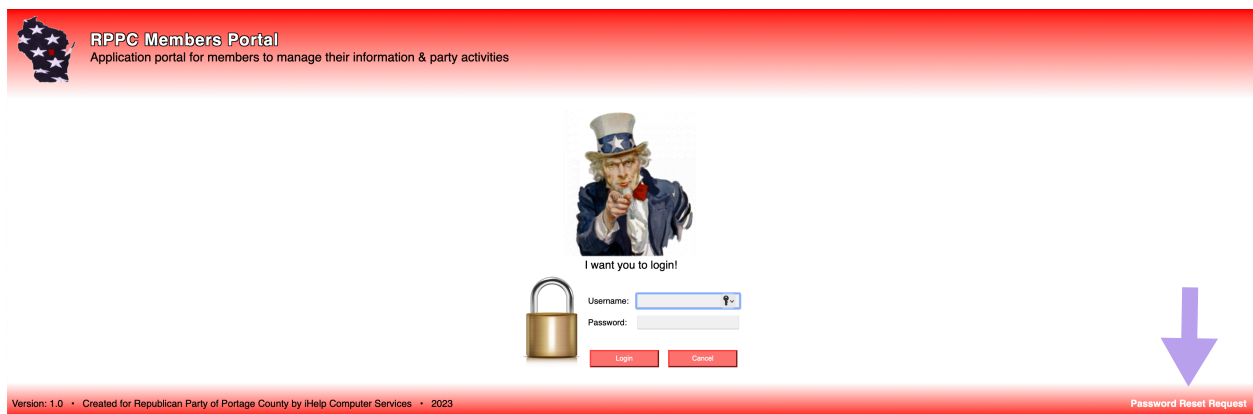 RPPC Members Portal
Application portal for members to manage their information & party activities
I want you to login!
Username:
Password:
Login Cancel
Version: 1.0 • Created for Republican Party of Portage County by iHelp Computer Services • 2023 Password Reset Request